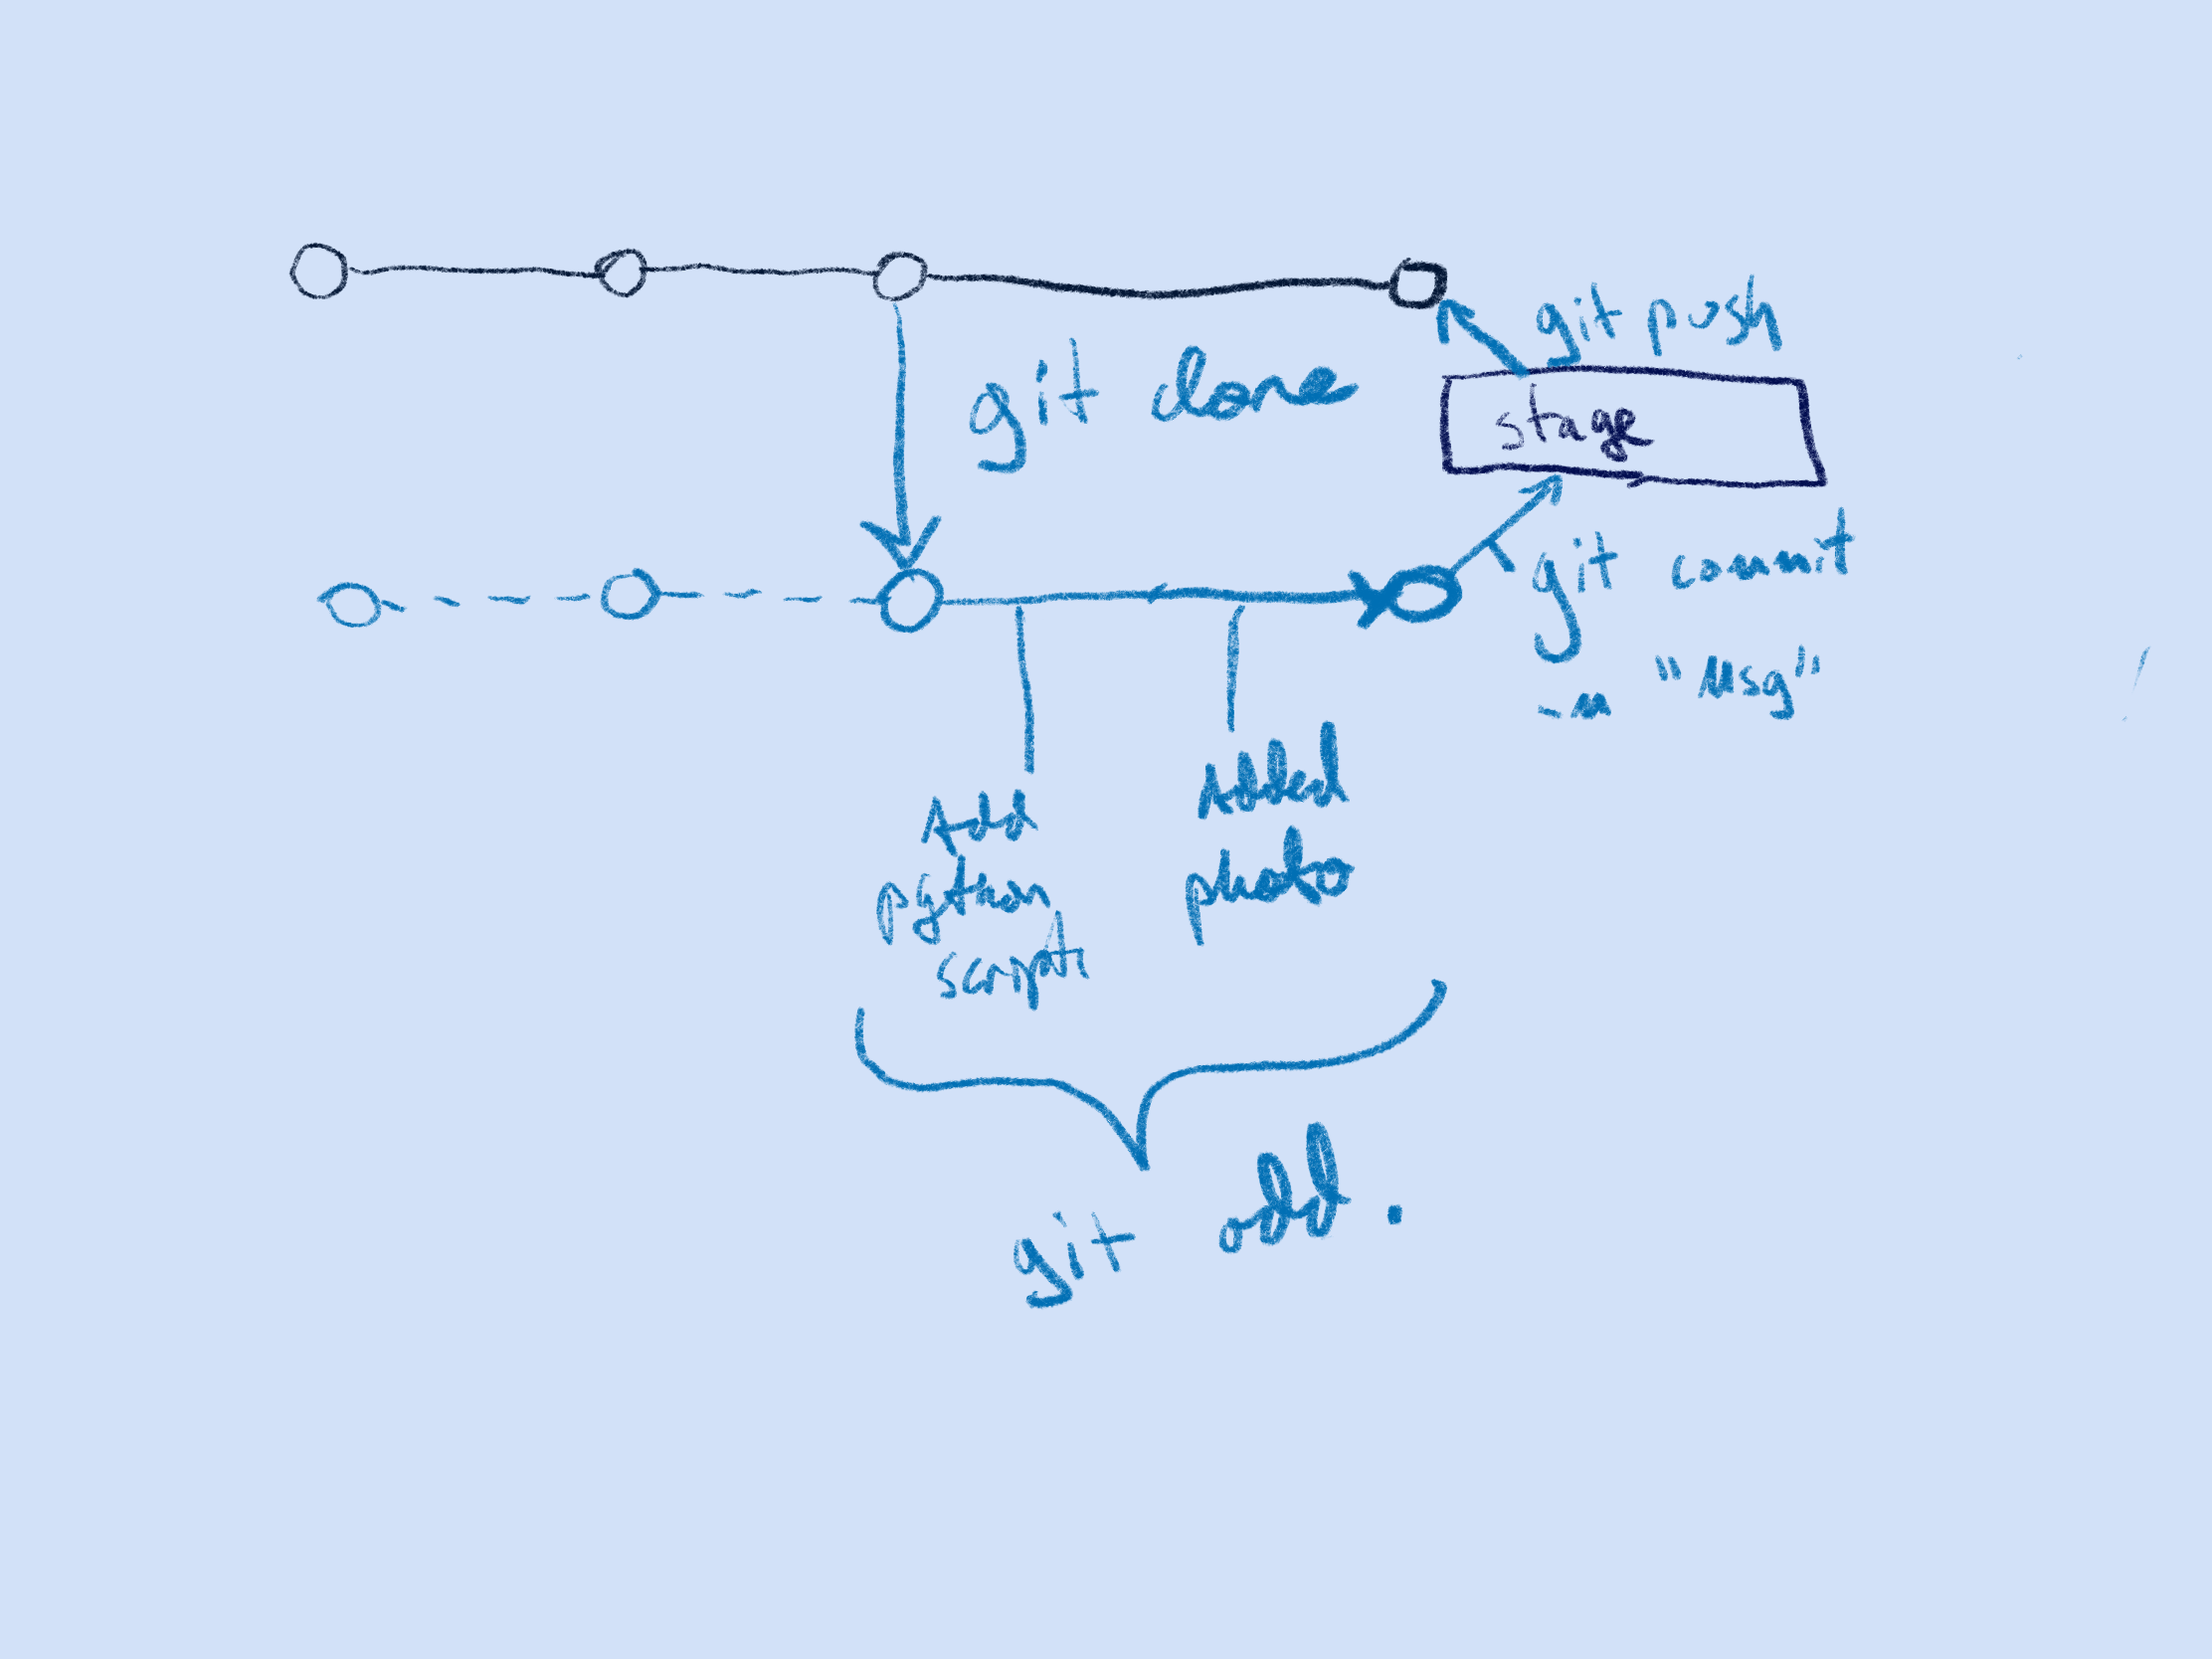 git push
git clone
stage
git commit
-m "Msg"
Add
python
script
Added
photo
git add .